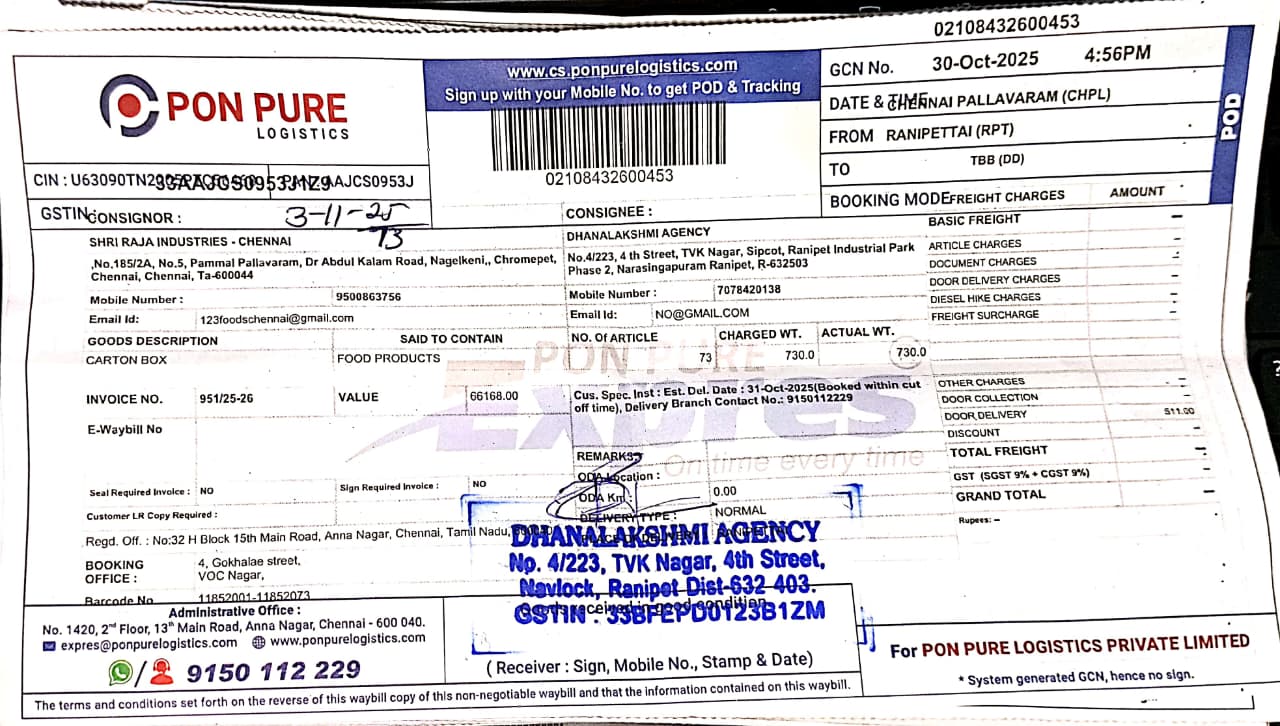 02108432600453
PON PURE
LOGISTICS
www.cs.ponpurelogistics.com
Sign up with your Mobile No. to get POD & Tracking
02108432600453
GCN No. 30-Oct-2025 4:56PM
DATE & TIME CHENNAI PALLAVARAM (CHPL)
FROM RANIPETTAI (RPT)
TO TBB (DD)
BOOKING MODE FREIGHT CHARGES AMOUNT
POD
CIN : U63090TN2005 AAJCS0953J
33AAJCS0953J1Z9
GSTIN
3-11-25
73
CONSIGNOR :
SHRI RAJA INDUSTRIES - CHENNAI
,No,185/2A, No.5, Pammal Pallavaram, Dr Abdul Kalam Road, Nagelkeni,, Chromepet,
Chennai, Chennai, Ta-600044
Mobile Number : 9500863756
Email Id: 123foodschennai@gmail.com
CONSIGNEE :
DHANALAKSHMI AGENCY
No.4/223, 4 th Street, TVK Nagar, Sipcot, Ranipet Industrial Park
Phase 2, Narasingapuram Ranipet, R-632503
Mobile Number : 7078420138
Email Id: NO@GMAIL.COM
GOODS DESCRIPTION SAID TO CONTAIN NO. OF ARTICLE CHARGED WT. ACTUAL WT.
CARTON BOX FOOD PRODUCTS 73 730.0 730.0
INVOICE NO. 951/25-26 VALUE 66168.00
Cus. Spec. Inst : Est. Del. Date : 31-Oct-2025(Booked within cut
off time), Delivery Branch Contact No.: 9150112229
E-Waybill No
PON PURE
Expres
On time every time
REMARKS
ODA Location :
ODA Km : 0.00
DELIVERY TYPE : NORMAL
Seal Required Invoice : NO Sign Required Invoice : NO
Customer LR Copy Required :
Regd. Off. : No:32 H Block 15th Main Road, Anna Nagar, Chennai, Tamil Nadu,
BOOKING
OFFICE :
4, Gokhalae street,
VOC Nagar,
Barcode No 11852001-11852073
BASIC FREIGHT –
ARTICLE CHARGES –
DOCUMENT CHARGES –
DOOR DELIVERY CHARGES –
DIESEL HIKE CHARGES –
FREIGHT SURCHARGE –
OTHER CHARGES –
DOOR COLLECTION –
DOOR DELIVERY 511.00
DISCOUNT –
TOTAL FREIGHT –
GST (SGST 9% + CGST 9%) –
GRAND TOTAL –
Rupees: –
DHANALAKSHMI AGENCY
No. 4/223, TVK Nagar, 4th Street,
Navlock, Ranipet Dist-632 403.
GSTIN : 33BFEPD0123B1ZM
Goods received in good condition
(Receiver : Sign, Mobile No., Stamp & Date)
Administrative Office :
No. 1420, 2nd Floor, 13th Main Road, Anna Nagar, Chennai - 600 040.
expres@ponpurelogistics.com www.ponpurelogistics.com
9150 112 229
For PON PURE LOGISTICS PRIVATE LIMITED
* System generated GCN, hence no sign.
The terms and conditions set forth on the reverse of this waybill copy of this non-negotiable waybill and that the information contained on this waybill.